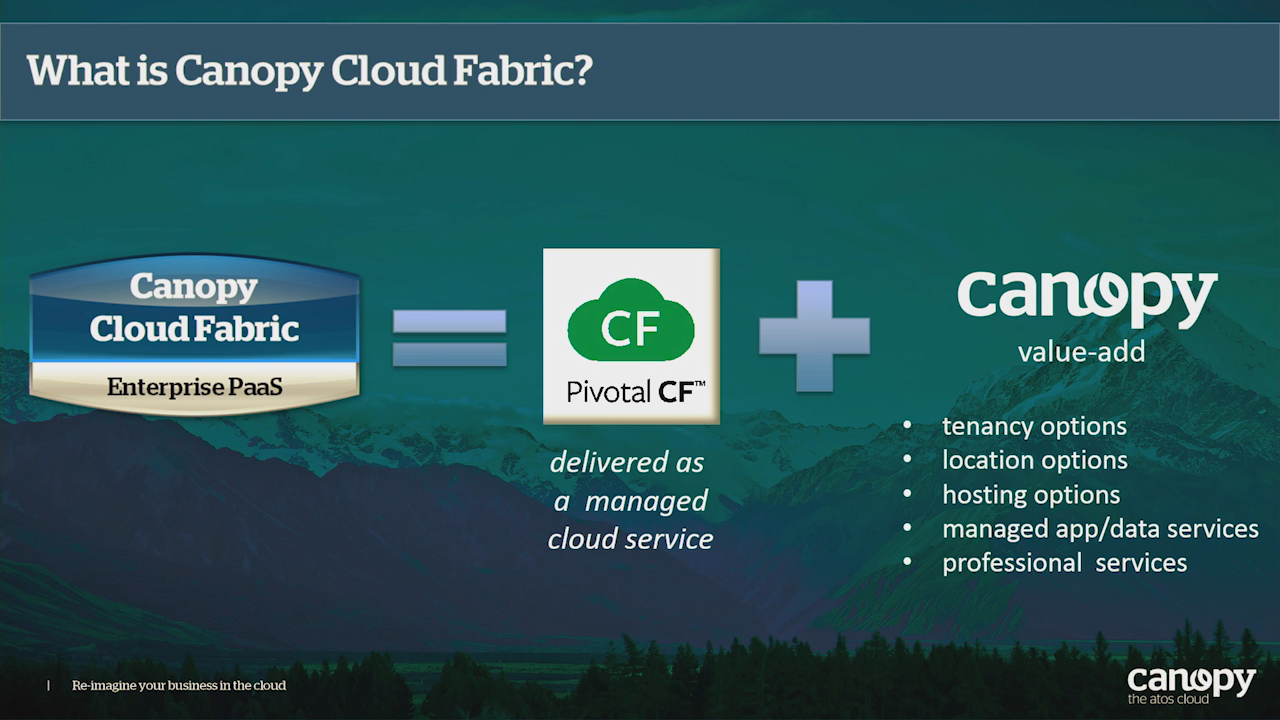 What is Canopy Cloud Fabric?
Canopy
Cloud Fabric
Enterprise PaaS
CF
Pivotal CF™
delivered as
a managed
cloud service
canopy
value-add
• tenancy options
• location options
• hosting options
• managed app/data services
• professional services
| Re-imagine your business in the cloud
canopy
the atos cloud